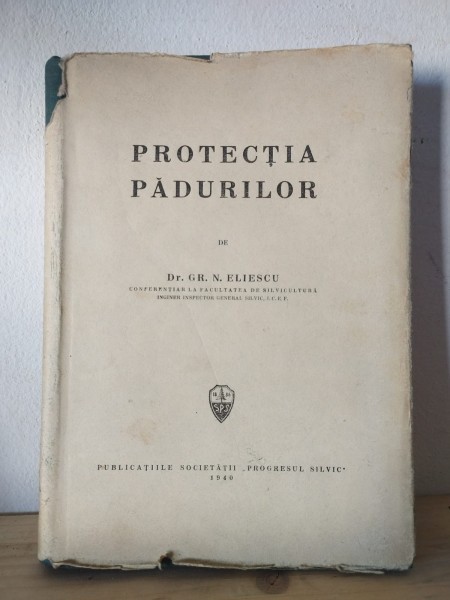 PROTECȚIA
PĂDURILOR
DE
Dr. GR. N. ELIESCU
CONFERENȚIAR LA FACULTATEA DE SILVICULTURĂ
INGINER INSPECTOR GENERAL SILVIC, I.C.E.F.
SPS
PUBLICAȚIILE SOCIETĂȚII „PROGRESUL SILVIC"
1940